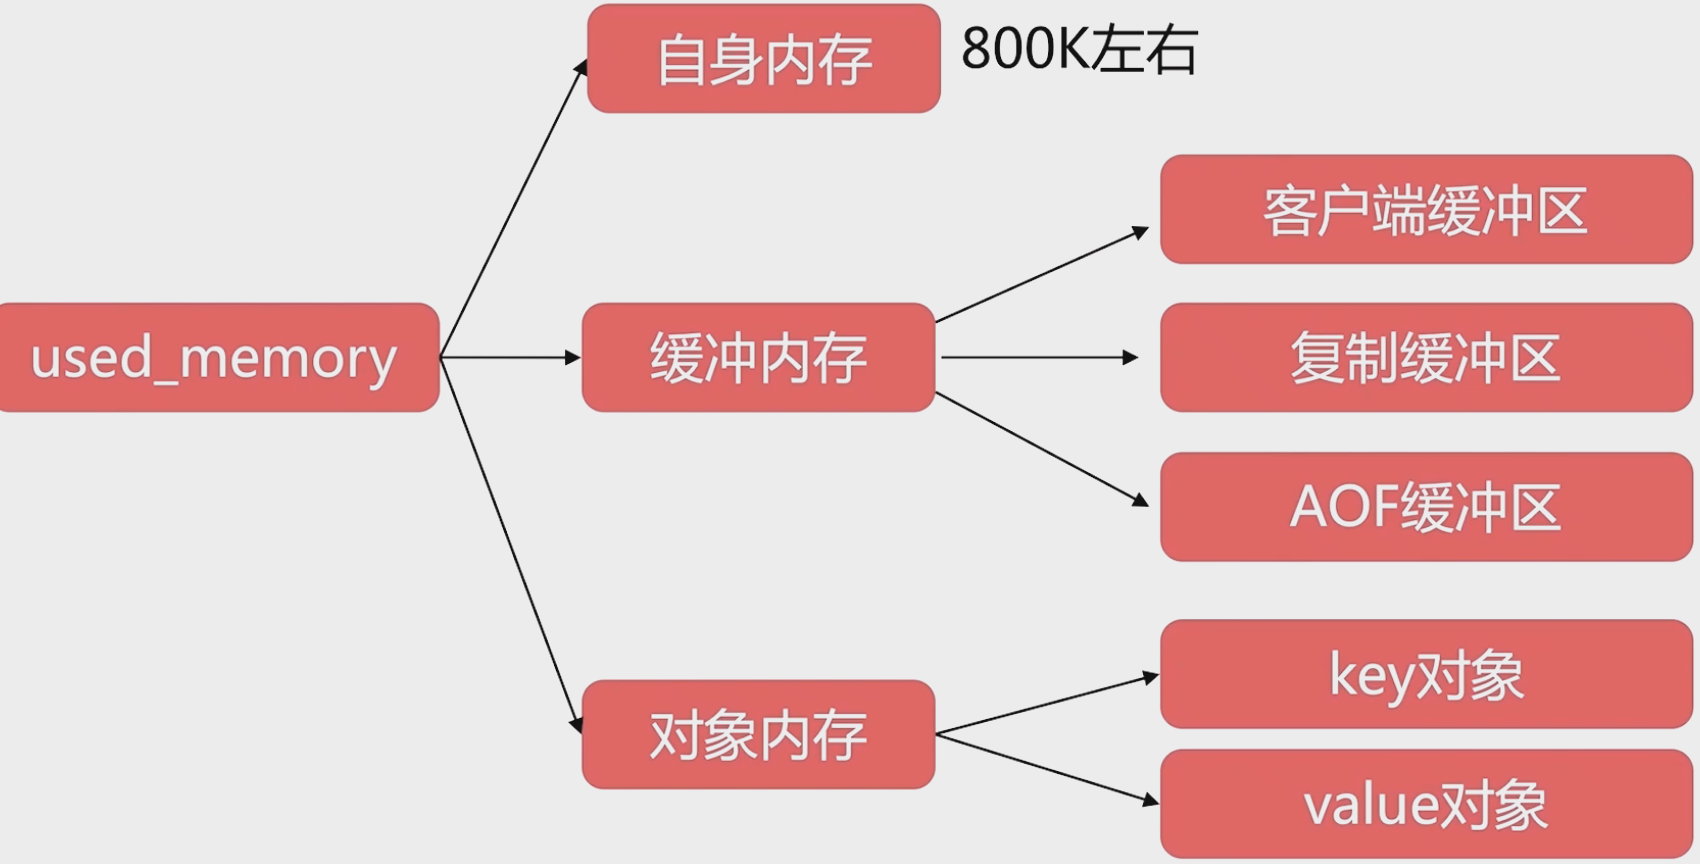 自身内存
800K左右
客户端缓冲区
used_memory
缓冲内存
复制缓冲区
AOF缓冲区
对象内存
key对象
value对象